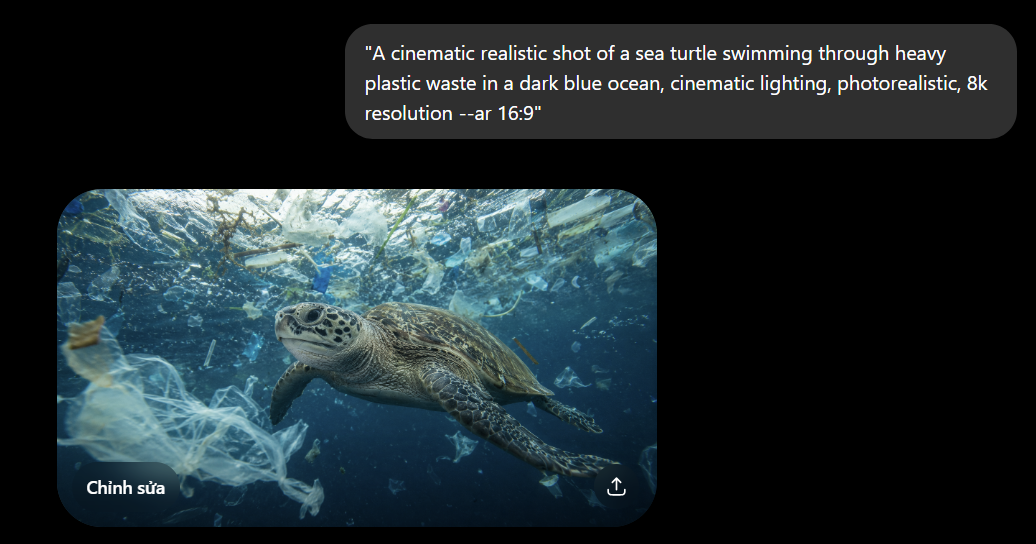 "A cinematic realistic shot of a sea turtle swimming through heavy
plastic waste in a dark blue ocean, cinematic lighting, photorealistic, 8k
resolution --ar 16:9"
Chỉnh sửa